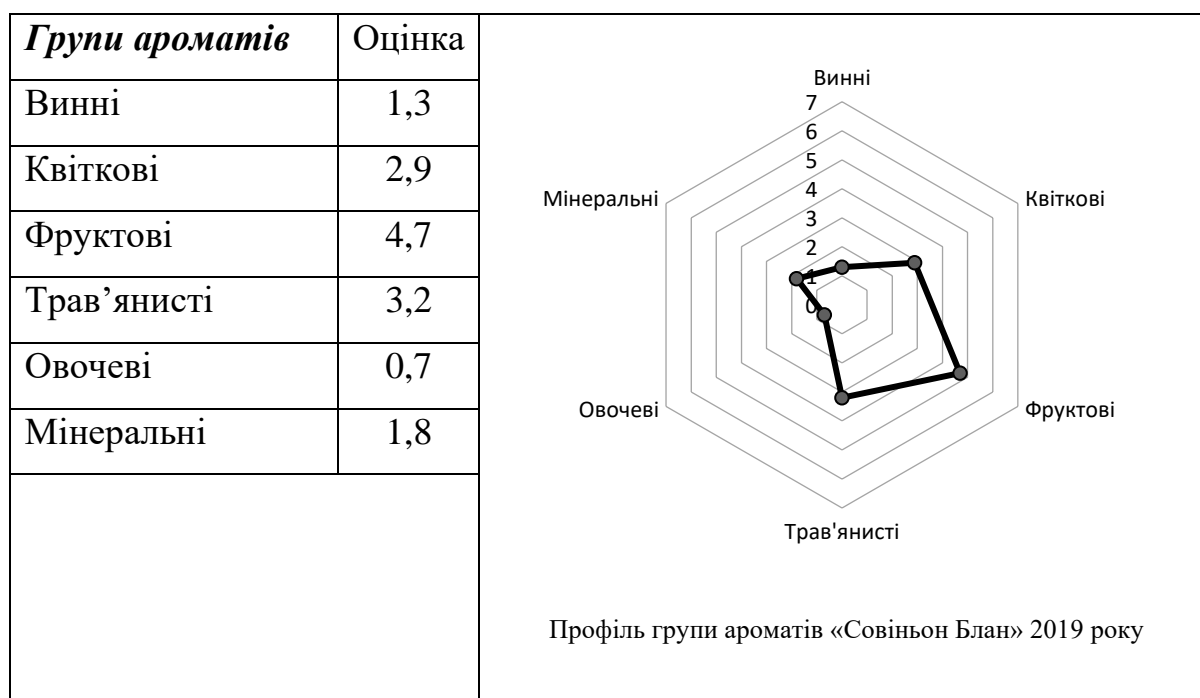 Групи ароматів Оцінка
Винні 1,3
Квіткові 2,9
Фруктові 4,7
Трав’янисті 3,2
Овочеві 0,7
Мінеральні 1,8
Винні
7
6
5
4
3
2
1
0
Квіткові
Фруктові
Трав'янисті
Овочеві
Мінеральні
Профіль групи ароматів «Совіньон Блан» 2019 року